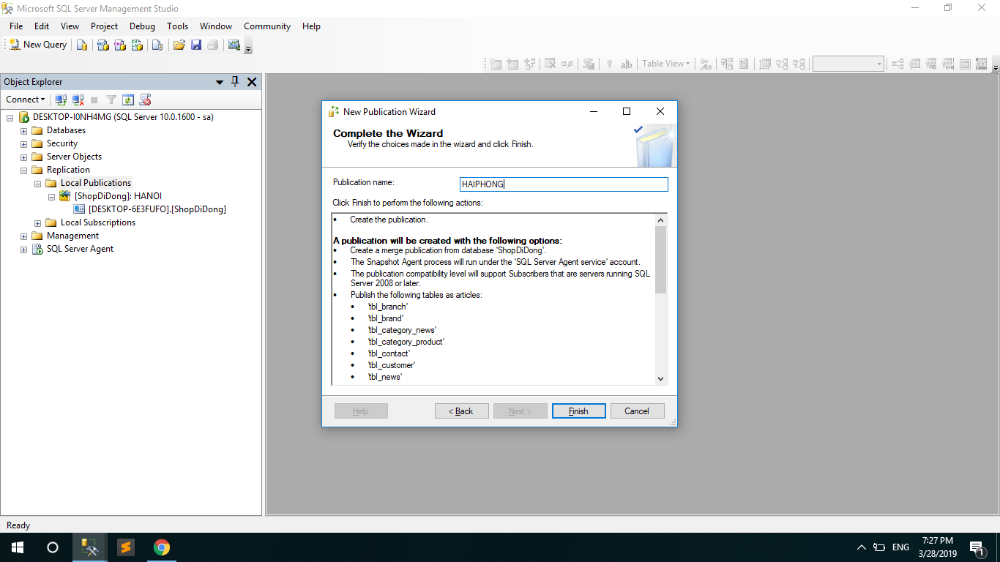 Microsoft SQL Server Management Studio
File Edit View Project Debug Tools Window Community Help
New Query
Table View
Object Explorer
Connect
DESKTOP-I0NH4MG (SQL Server 10.0.1600 - sa)
Databases
Security
Server Objects
Replication
Local Publications
[ShopDiDong]: HANOI
[DESKTOP-6E3FUFO].[ShopDiDong]
Local Subscriptions
Management
SQL Server Agent
New Publication Wizard
Complete the Wizard
Verify the choices made in the wizard and click Finish.
Publication name: HAIPHONG
Click Finish to perform the following actions:
• Create the publication.
A publication will be created with the following options:
• Create a merge publication from database 'ShopDiDong'.
• The Snapshot Agent process will run under the 'SQL Server Agent service' account.
• The publication compatibility level will support Subscribers that are servers running SQL
Server 2008 or later.
• Publish the following tables as articles:
• 'tbl_branch'
• 'tbl_brand'
• 'tbl_category_news'
• 'tbl_category_product'
• 'tbl_contact'
• 'tbl_customer'
• 'tbl_news'
Help < Back Next > Finish Cancel
Ready
ENG
7:27 PM
3/28/2019
1